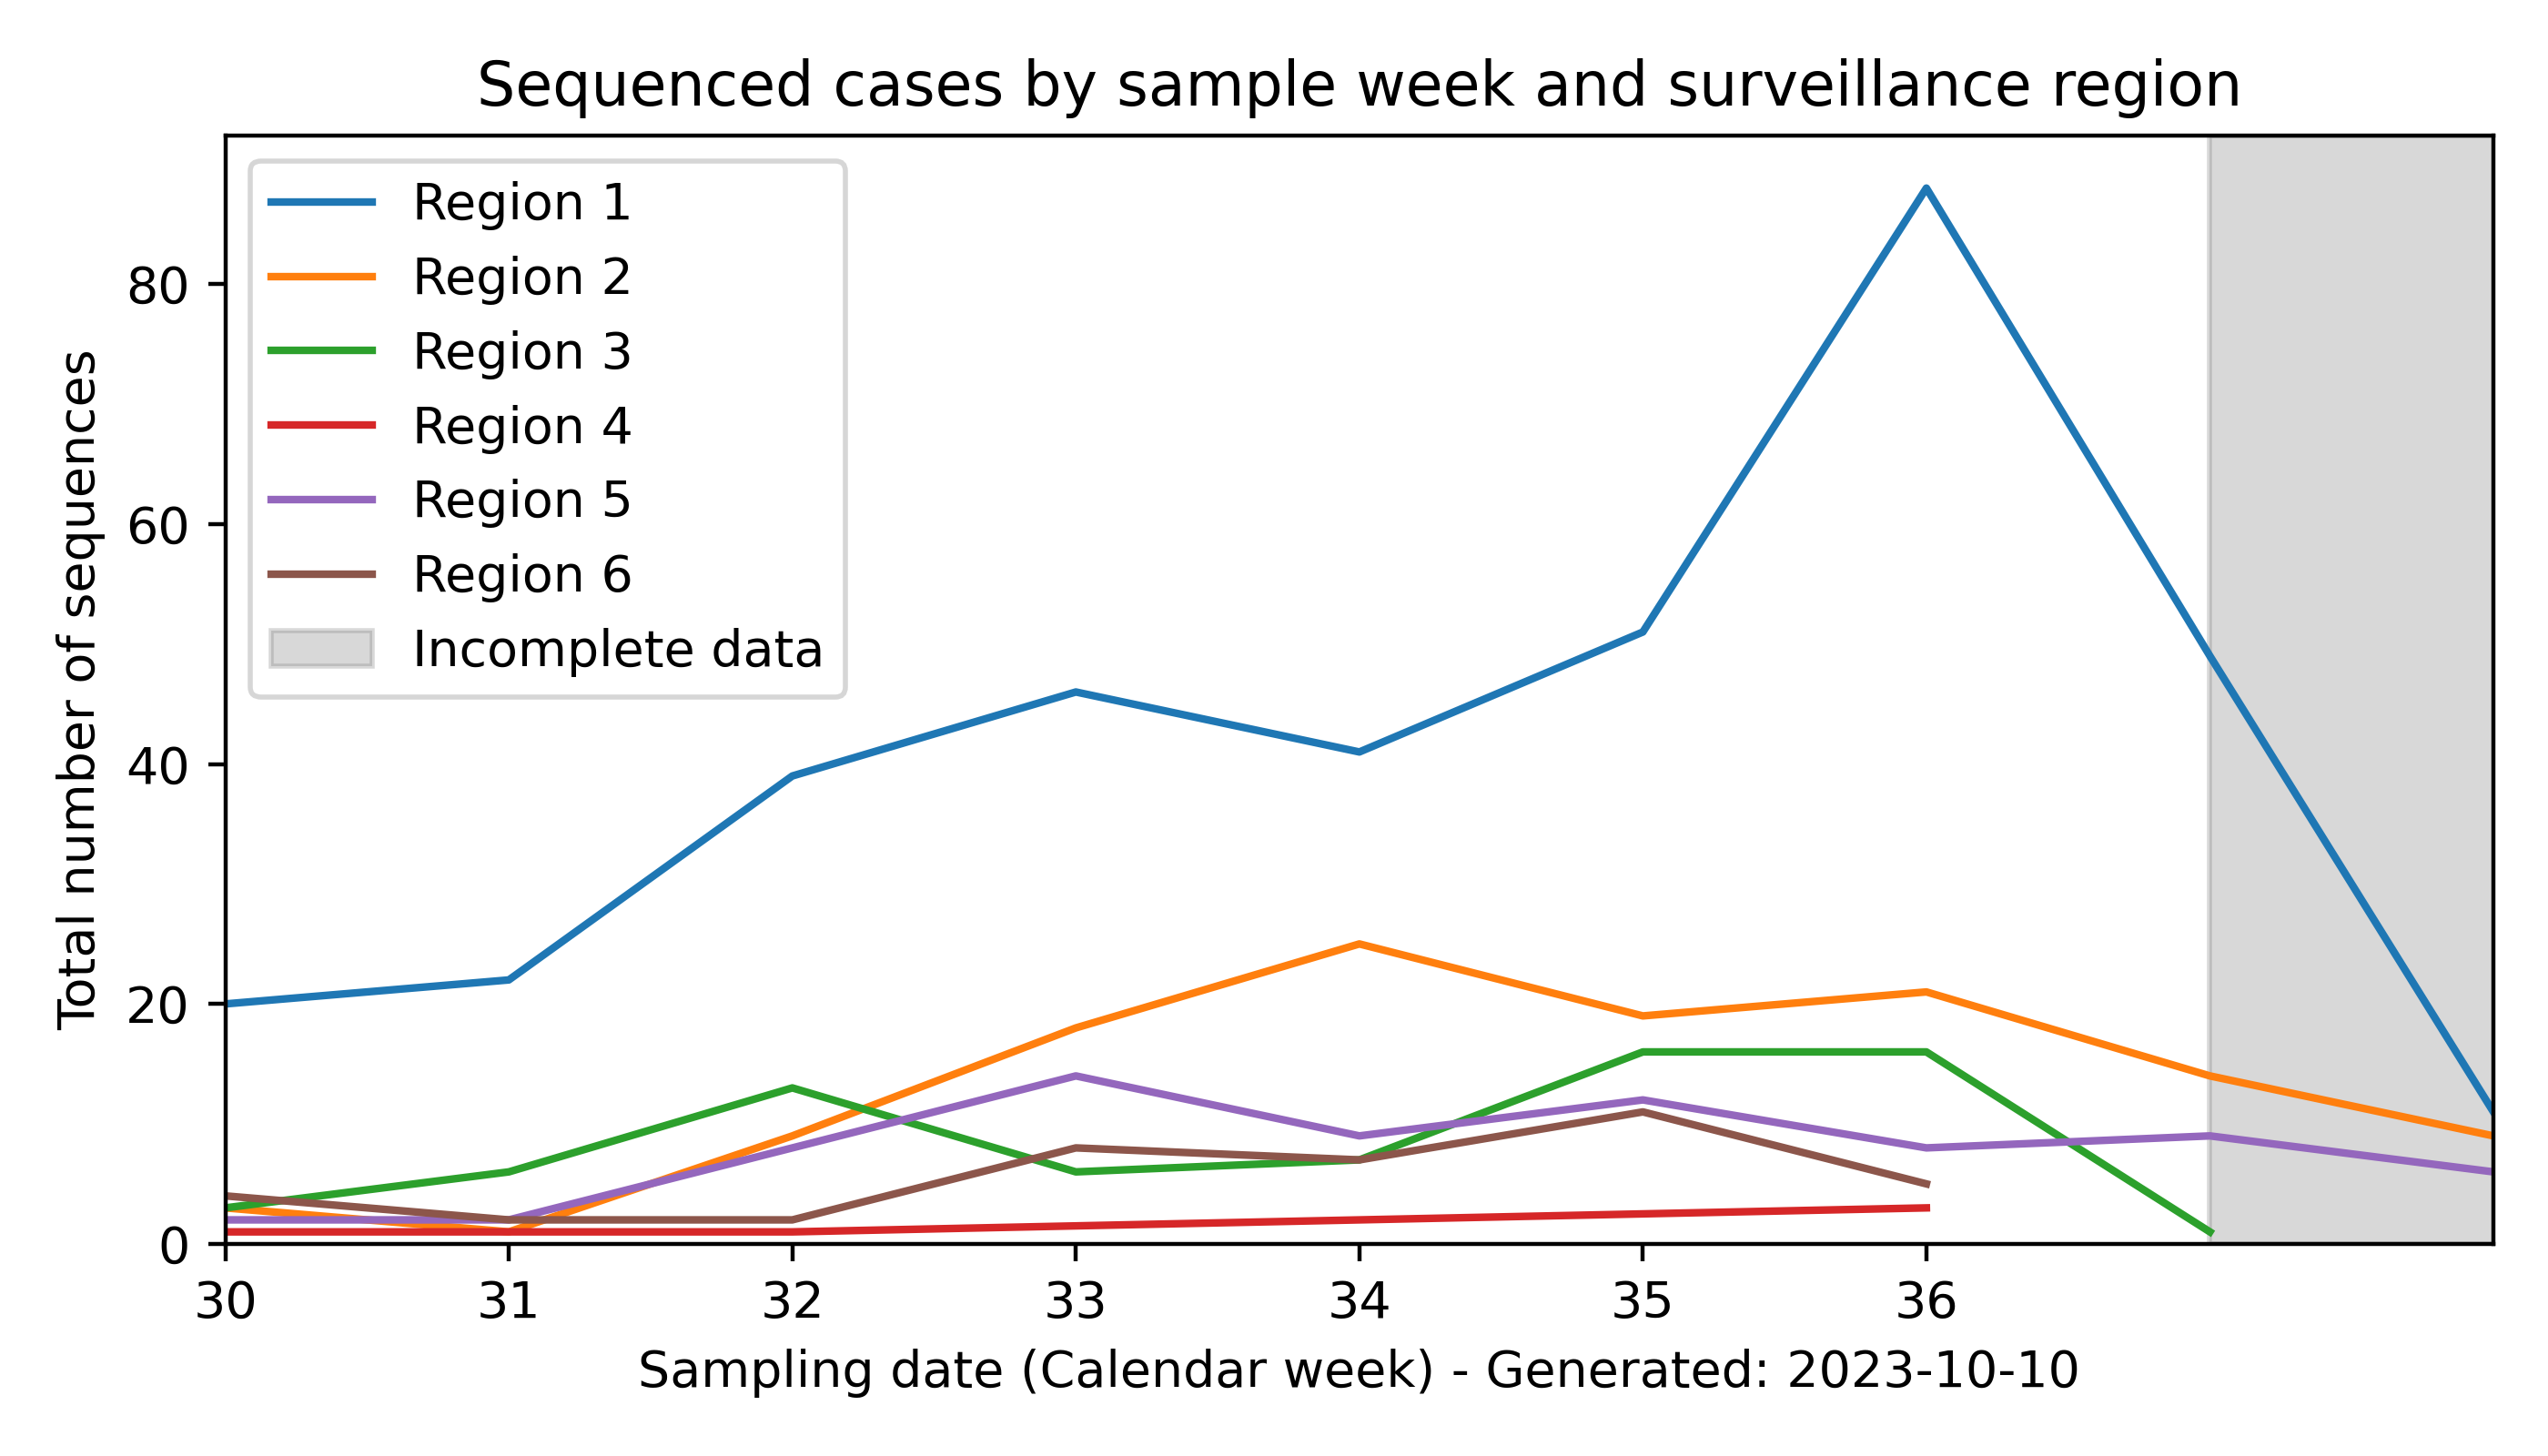 Sequenced cases by sample week and surveillance region
Region 1
Region 2
Region 3
Region 4
Region 5
Region 6
Incomplete data
Total number of sequences
80
60
40
20
0
30 31 32 33 34 35 36
Sampling date (Calendar week) - Generated: 2023-10-10